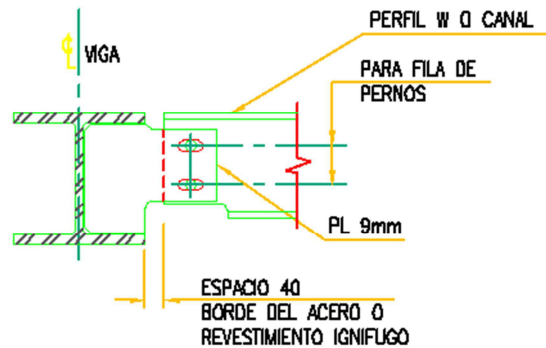 PERFIL W O CANAL
℄ VIGA
PARA FILA DE
PERNOS
PL 9mm
ESPACIO 40
BORDE DEL ACERO O
REVESTIMIENTO IGNIFUGO